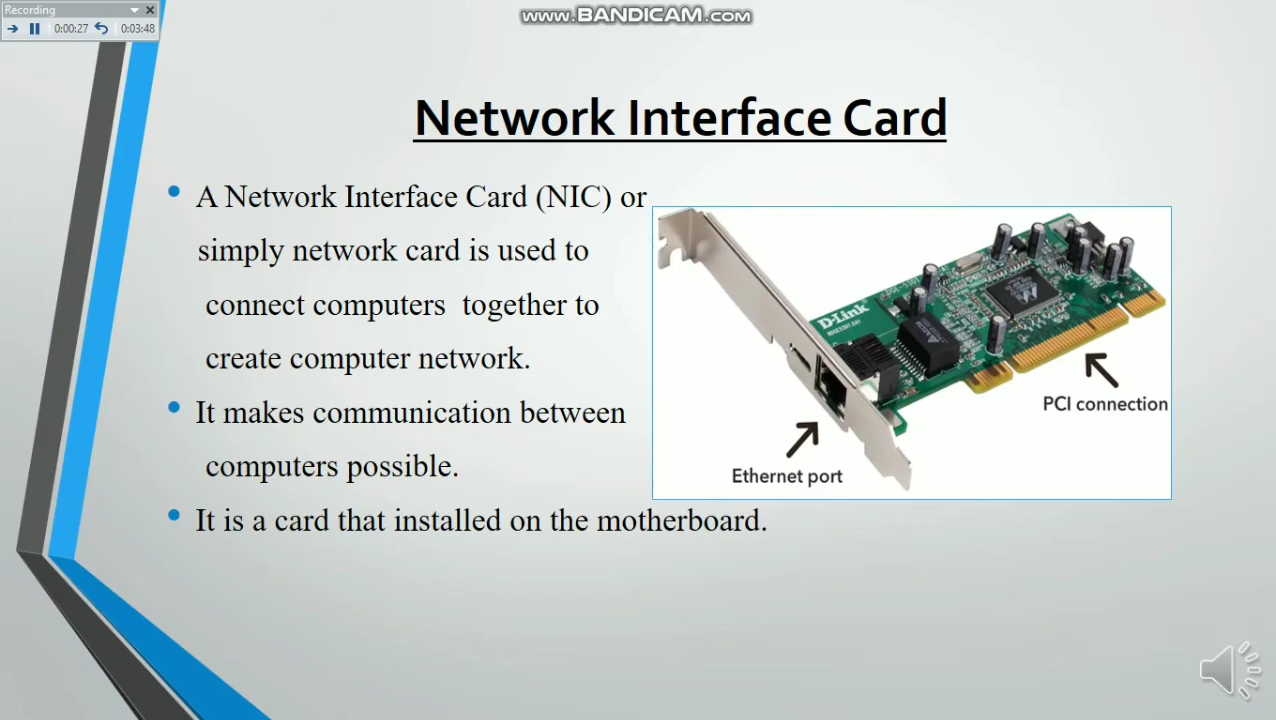 Recording
0:00:27 0:03:48
www.BANDICAM.com
Network Interface Card
• A Network Interface Card (NIC) or
simply network card is used to
connect computers together to
create computer network.
• It makes communication between
computers possible.
• It is a card that installed on the motherboard.
D-Link
PCI connection
Ethernet port